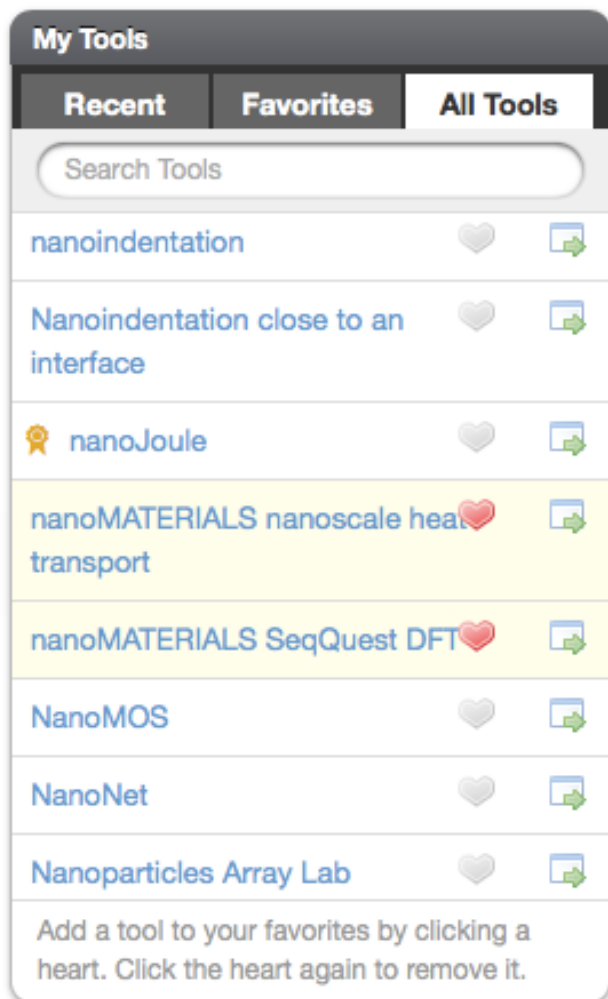 My Tools
Recent Favorites All Tools
Search Tools
nanoindentation
Nanoindentation close to an
interface
nanoJoule
nanoMATERIALS nanoscale heat
transport
nanoMATERIALS SeqQuest DFT
NanoMOS
NanoNet
Nanoparticles Array Lab
Add a tool to your favorites by clicking a
heart. Click the heart again to remove it.